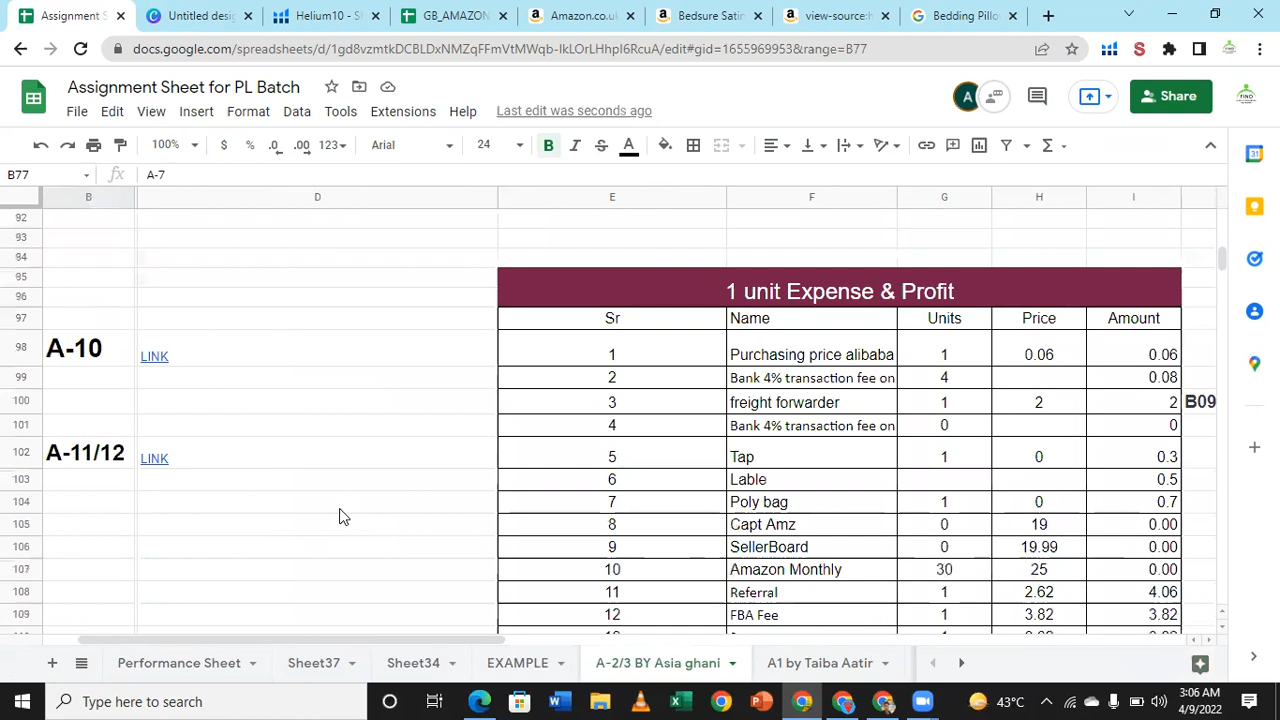 Assignment Sheet
Untitled desig
Helium10 - S
GB_AMAZON
Amazon.co.uk
Bedsure Satin
view-source:h
Bedding Pillow
docs.google.com/spreadsheets/d/1gd8vzmtkDCBLDxNMZqFFmVtMWqb-IkLOrLHhpI6RcuA/edit#gid=1655969953&range=B77
Assignment Sheet for PL Batch
File Edit View Insert Format Data Tools Extensions Help Last edit was seconds ago
A
Share
100% $ % .0 .00 123 Arial 24 B I S A
B77 fx A-7
B D E F G H I
92
93
94
95
96 1 unit Expense & Profit
97 Sr Name Units Price Amount
98 A-10 LINK 1 Purchasing price alibaba 1 0.06 0.06
99 2 Bank 4% transaction fee on 4 0.08
100 3 freight forwarder 1 2 2 B09
101 4 Bank 4% transaction fee on 0 0
102 A-11/12 LINK 5 Tap 1 0 0.3
103 6 Lable 0.5
104 7 Poly bag 1 0 0.7
105 8 Capt Amz 0 19 0.00
106 9 SellerBoard 0 19.99 0.00
107 10 Amazon Monthly 30 25 0.00
108 11 Referral 1 2.62 4.06
109 12 FBA Fee 1 3.82 3.82
Performance Sheet Sheet37 Sheet34 EXAMPLE A-2/3 BY Asia ghani A1 by Taiba Aatir
Type here to search
43°C
3:06 AM
4/9/2022